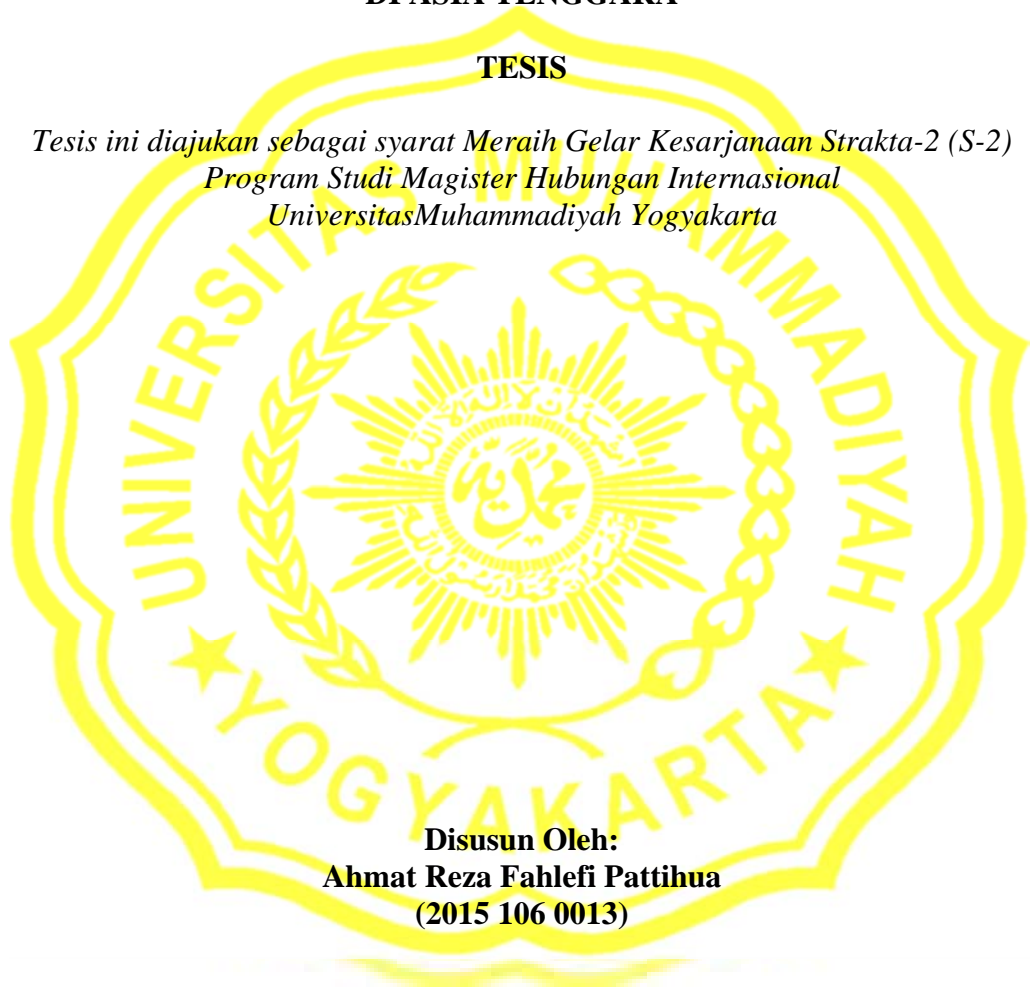 DI ASIA TENGGARA
TESIS
Tesis ini diajukan sebagai syarat Meraih Gelar Kesarjanaan Strakta-2 (S-2)
Program Studi Magister Hubungan Internasional
UniversitasMuhammadiyah Yogyakarta
UNIVERSITAS MUHAMMADIYAH
YOGYAKARTA
Disusun Oleh:
Ahmat Reza Fahlefi Pattihua
(2015 106 0013)